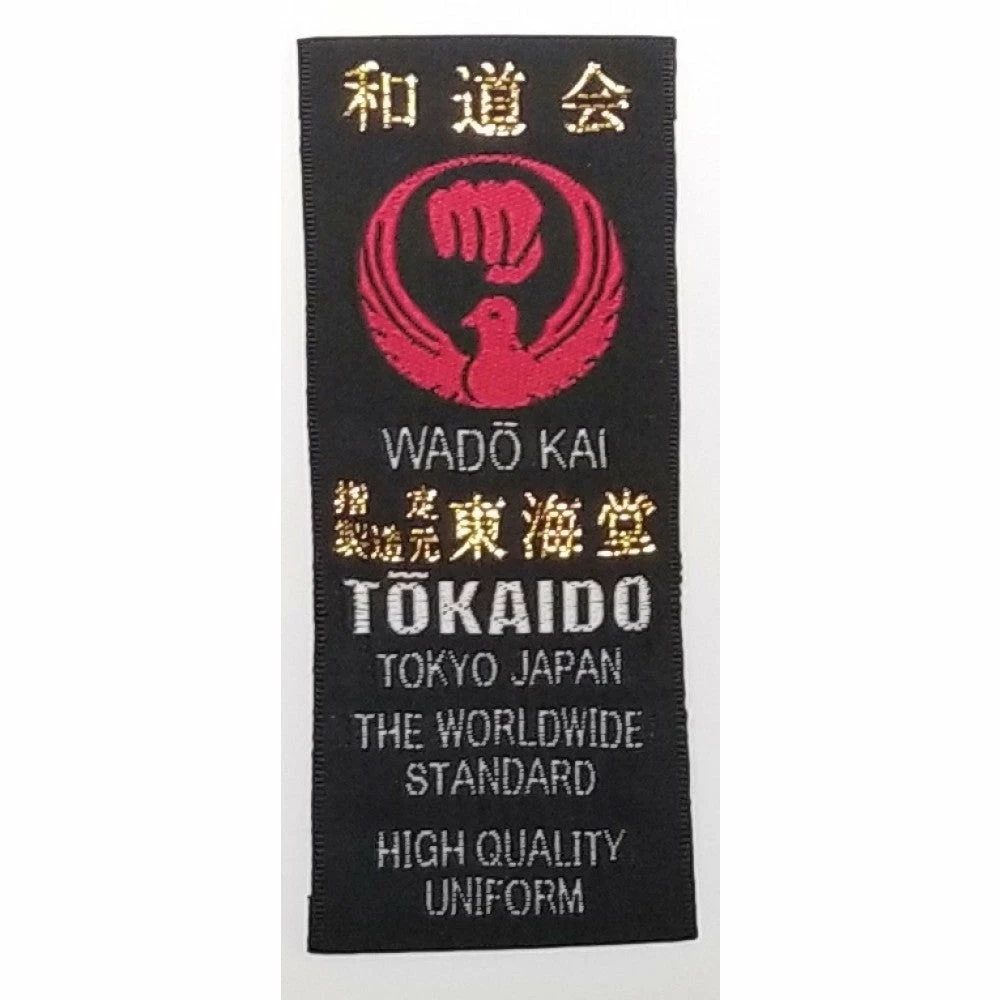 和道会
WADŌ KAI
指定
製造元 東海堂
TŌKAIDO
TOKYO JAPAN
THE WORLDWIDE
STANDARD
HIGH QUALITY
UNIFORM